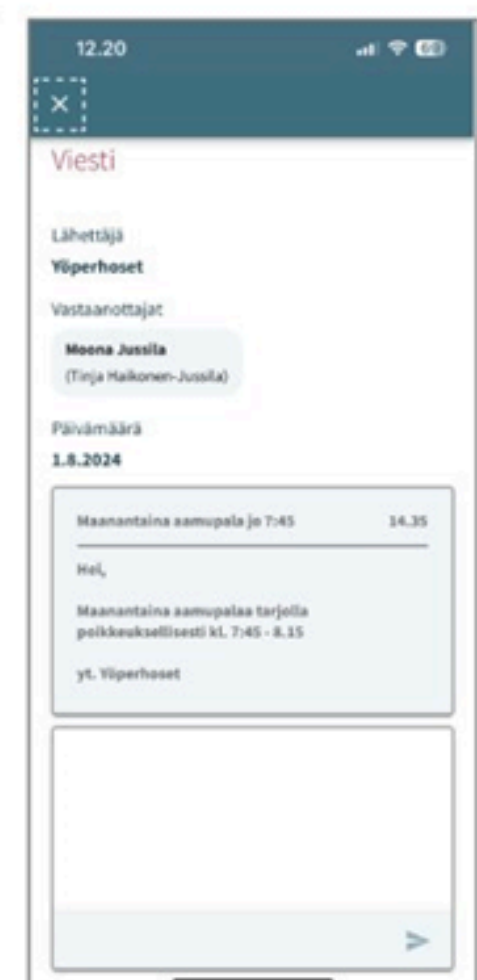 12.20
60
Viesti
Lähettäjä
Yöperhoset
Vastaanottajat
Moona Jussila
(Tinja Haikonen-Jussila)
Päivämäärä
1.8.2024
Maanantaina aamupala jo 7:45 14.35
Hei,
Maanantaina aamupalaa tarjolla
poikkeuksellisesti kl. 7:45 - 8.15
yt. Yöperhoset